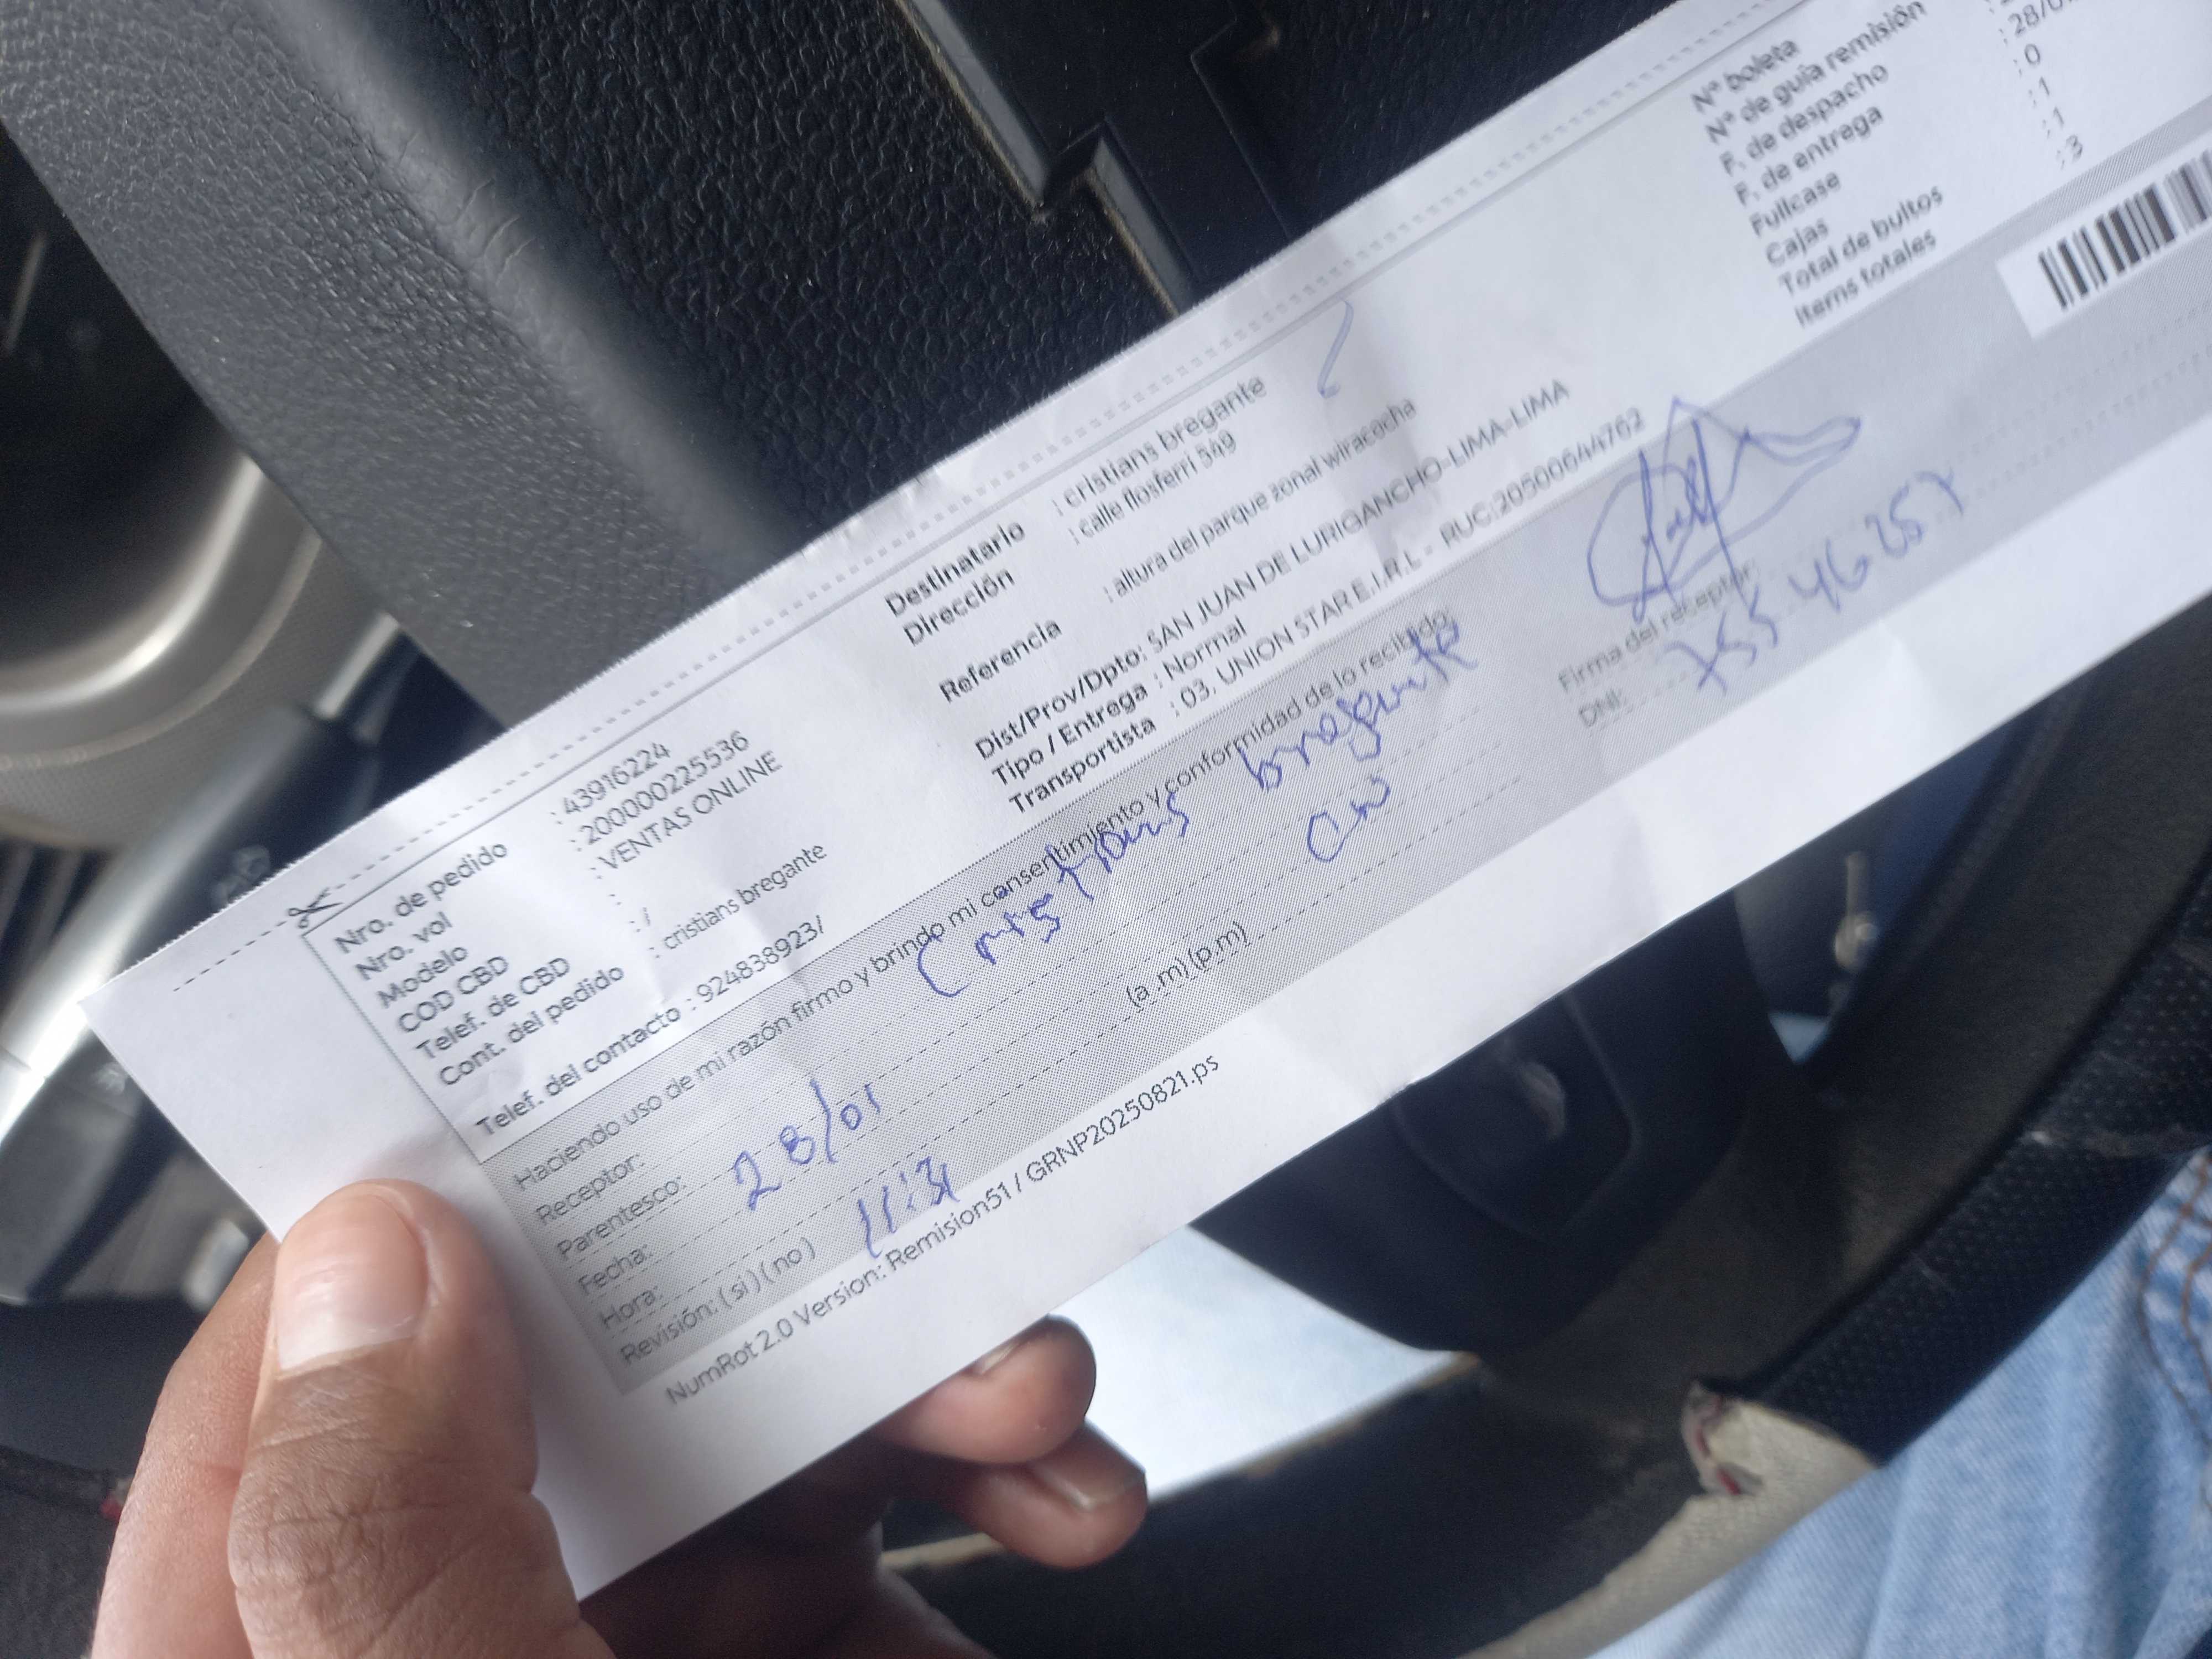 Nro. de pedido : 43916224
Nro. vol : 200000225536
Modelo : VENTAS ONLINE
COD CBD :
Telef. de CBD : /
Cont. del pedido : cristians bregante
Telef. del contacto : 924838923/
Destinatario : cristians bregante
Dirección : calle flosferri 549
Referencia : altura del parque zonal wiracocha
Dist/Prov/Dpto: SAN JUAN DE LURIGANCHO-LIMA-LIMA
Tipo / Entrega : Normal
Transportista : 03. UNION STAR E.I.R.L - RUC:20500644762
N° boleta
N° de guía remisión
F. de despacho
F. de entrega : 28/0
Fullcase : 0
Cajas : 1
Total de bultos : 1
Items totales : 3
Haciendo uso de mi razón firmo y brindo mi consentimiento y conformidad de lo recibido:
Receptor: Cristians bregante
Parentesco:
Fecha: 28/01
Hora: 11:31 (a .m) (p.m)
Revisión: ( si ) ( no )
Firma del receptor:
DNI:
NumRot 2.0 Version: Remision51 / GRNP20250821.ps